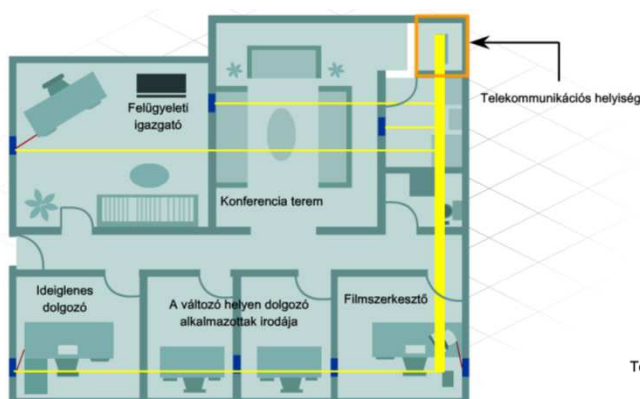 Telekommunikációs helyiség
Felügyeleti
igazgató
Konferencia terem
Ideiglenes
dolgozó
A változó helyen dolgozó
alkalmazottak irodája
Filmszerkesztő